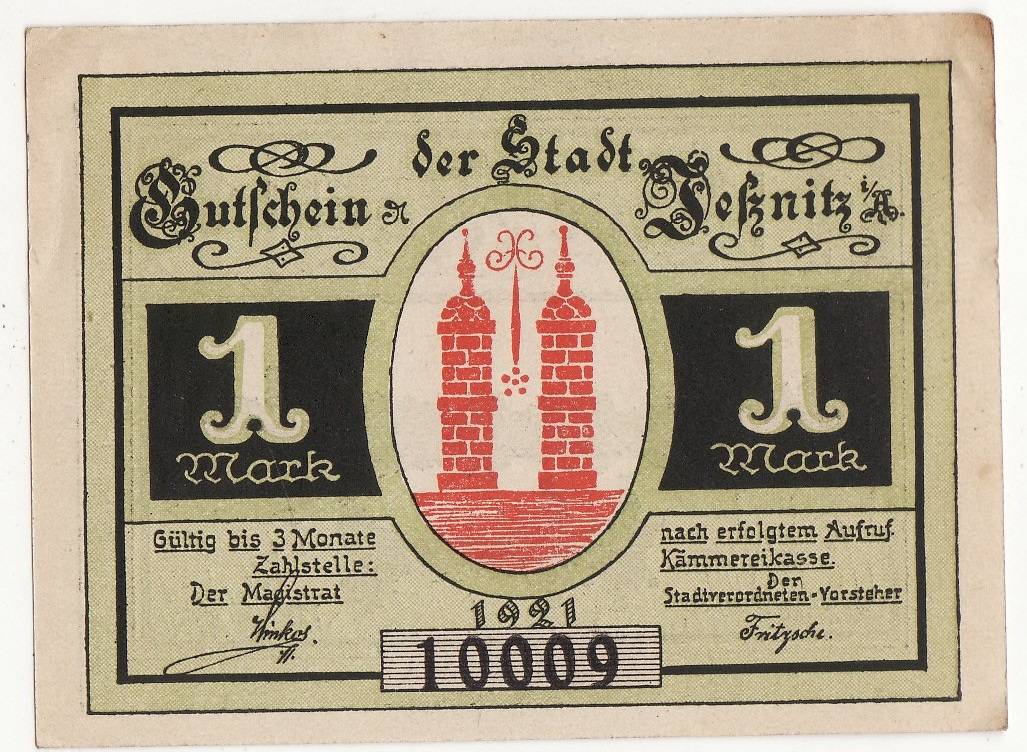 Gutschein der Stadt Jeßnitz i/A.
1 Mark
1 Mark
Gültig bis 3 Monate nach erfolgtem Aufruf.
Zahlstelle: Kämmereikasse.
Der Magistrat
Der Stadtverordneten-Vorsteher
Fritzsche.
1921
10009